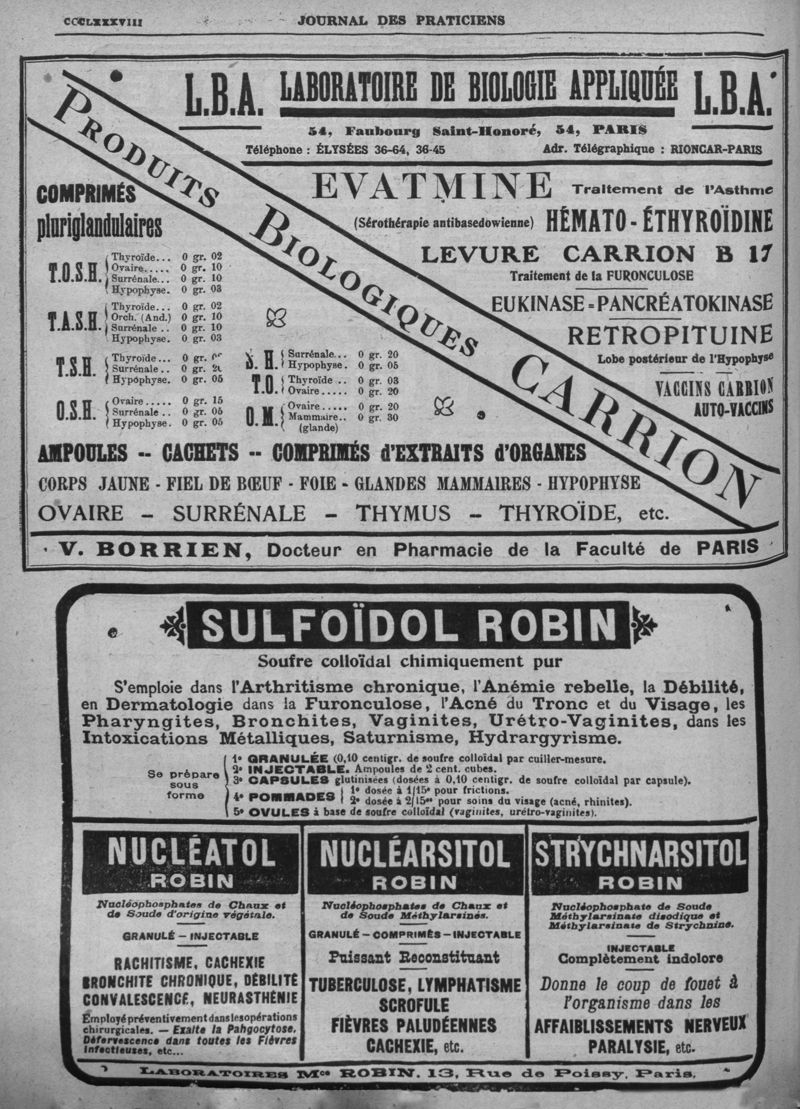 CCCLXXXVIII
JOURNAL DES PRATICIENS
L.B.A. LABORATOIRE DE BIOLOGIE APPLIQUÉE L.B.A.
54, Faubourg Saint-Honoré, 54, PARIS
Téléphone : ÉLYSÉES 36-64, 36-45 Adr. Télégraphique : RIONCAR-PARIS
PRODUITS BIOLOGIQUES CARRION
EVATMINE Traitement de l'Asthme
(Sérothérapie antibasedowienne) HÉMATO-ÉTHYROÏDINE
LEVURE CARRION B 17
Traitement de la FURONCULOSE
EUKINASE=PANCRÉATOKINASE
RETROPITUINE
Lobe postérieur de l'Hypophyse
VACCINS CARRION
AUTO-VACCINS
COMPRIMÉS
pluriglandulaires
T.O.S.H.
Thyroïde... 0 gr. 02
Ovaire..... 0 gr. 10
Surrénale... 0 gr. 10
Hypophyse. 0 gr. 03
T.A.S.H.
Thyroïde... 0 gr. 02
Orch. (And.) 0 gr. 10
Surrénale .. 0 gr. 10
Hypophyse. 0 gr. 03
T.S.H.
Thyroïde... 0 gr.
Surrénale .. 0 gr.
Hypophyse. 0 gr. 05
O.S.H.
Ovaire ..... 0 gr. 15
Surrénale .. 0 gr. 05
Hypophyse. 0 gr. 05
S. H.
Surrénale... 0 gr. 20
Hypophyse. 0 gr. 05
T.O.
Thyroïde .. 0 gr. 03
Ovaire ..... 0 gr. 20
O.M.
Ovaire ..... 0 gr. 20
Mammaire.. 0 gr. 30
(glande)
AMPOULES -- CACHETS -- COMPRIMÉS d'EXTRAITS d'ORGANES
CORPS JAUNE - FIEL DE BŒUF - FOIE - GLANDES MAMMAIRES - HYPOPHYSE
OVAIRE — SURRÉNALE — THYMUS — THYROÏDE, etc.
V. BORRIEN, Docteur en Pharmacie de la Faculté de PARIS
SULFOÏDOL ROBIN
Soufre colloïdal chimiquement pur
S'emploie dans l'Arthritisme chronique, l'Anémie rebelle, la Débilité,
en Dermatologie dans la Furonculose, l'Acné du Tronc et du Visage, les
Pharyngites, Bronchites, Vaginites, Urétro-Vaginites, dans les
Intoxications Métalliques, Saturnisme, Hydrargyrisme.
Se prépare
sous
forme
1° GRANULÉE (0,10 centigr. de soufre colloïdal par cuiller-mesure.
2° INJECTABLE. Ampoules de 2 cent. cubes.
3° CAPSULES glutinisées (dosées à 0,10 centigr. de soufre colloïdal par capsule).
4° POMMADES
1° dosée à 1/15e pour frictions.
2° dosée à 2/15es pour soins du visage (acné, rhinites).
5° OVULES à base de soufre colloïdal (vaginites, urétro-vaginites).
NUCLÉATOL
ROBIN
Nucléophosphates de Chaux et
de Soude d'origine végétale.
GRANULÉ — INJECTABLE
RACHITISME, CACHEXIE
BRONCHITE CHRONIQUE, DÉBILITÉ
CONVALESCENCE, NEURASTHÉNIE
Employé préventivement dans les opérations
chirurgicales. — Exalte la Pahgocytose.
Défervescence dans toutes les Fièvres
infectieuses, etc...
NUCLÉARSITOL
ROBIN
Nucléophosphates de Chaux et
de Soude Méthylarsinés.
GRANULÉ—COMPRIMÉS—INJECTABLE
Puissant Reconstituant
TUBERCULOSE, LYMPHATISME
SCROFULE
FIÈVRES PALUDÉENNES
CACHEXIE, etc.
STRYCHNARSITOL
ROBIN
Nucléophosphate de Soude
Méthylarsinate disodique et
Méthylarsinate de Strychnine.
INJECTABLE
Complètement indolore
Donne le coup de fouet à
l'organisme dans les
AFFAIBLISSEMENTS NERVEUX
PARALYSIE, etc.
LABORATOIRES Mces ROBIN, 13, Rue de Poissy, Paris.